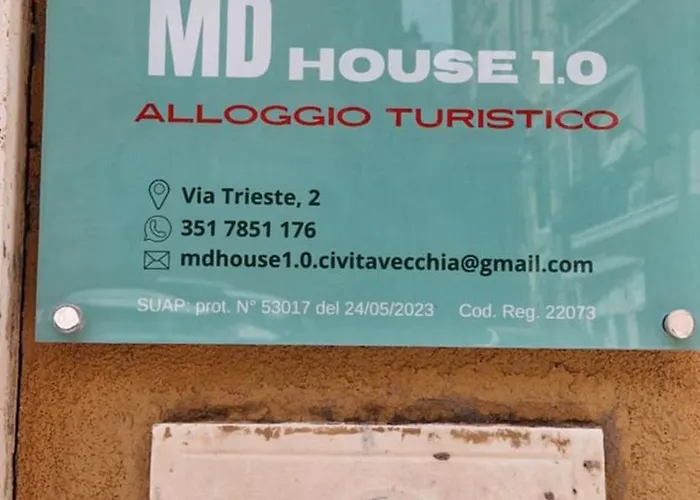 MD HOUSE 1.0
ALLOGGIO TURISTICO
Via Trieste, 2
351 7851 176
mdhouse1.0.civitavecchia@gmail.com
SUAP: prot. N° 53017 del 24/05/2023 Cod. Reg. 22073